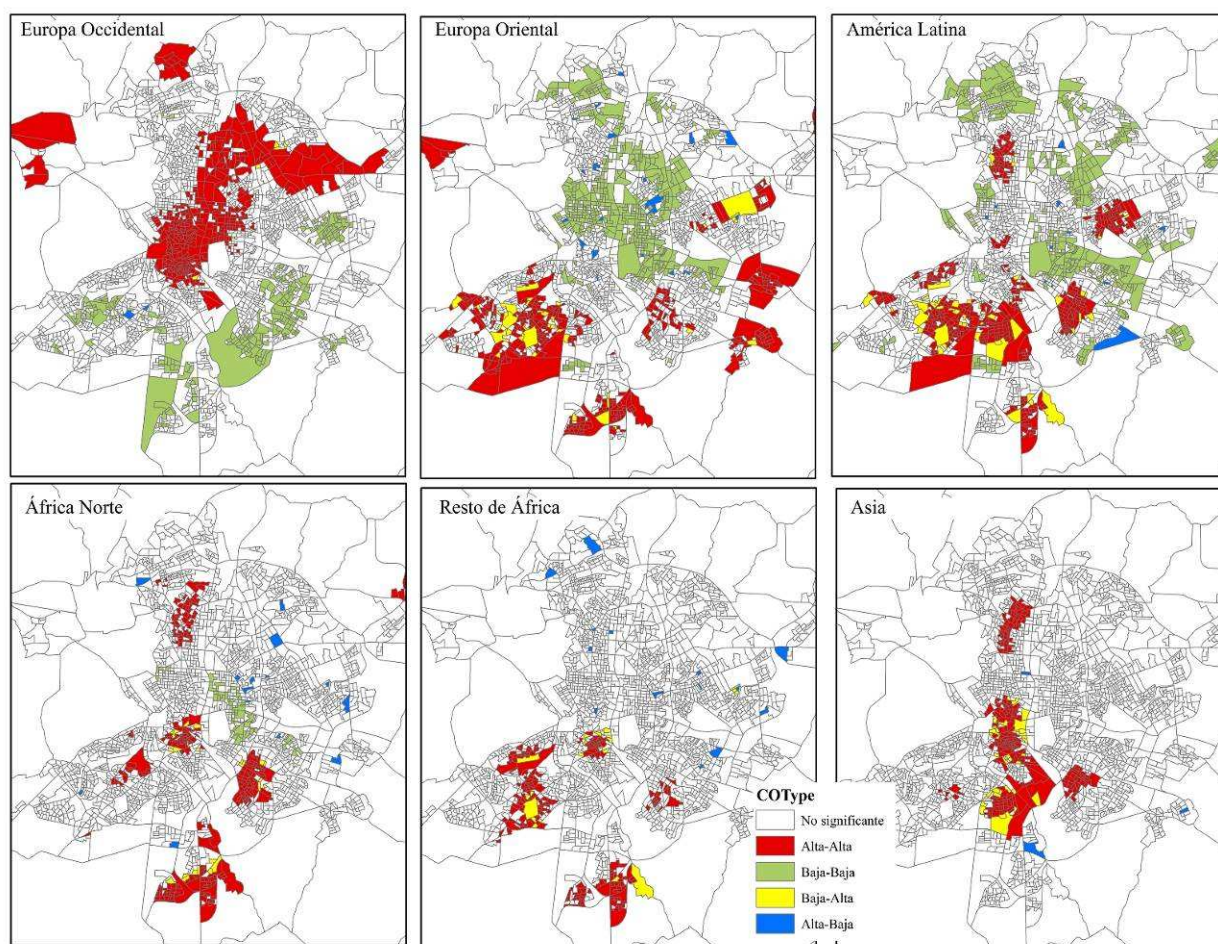 Europa Occidental
Europa Oriental
América Latina
África Norte
Resto de África
Asia
COType
No significante
Alta-Alta
Baja-Baja
Baja-Alta
Alta-Baja